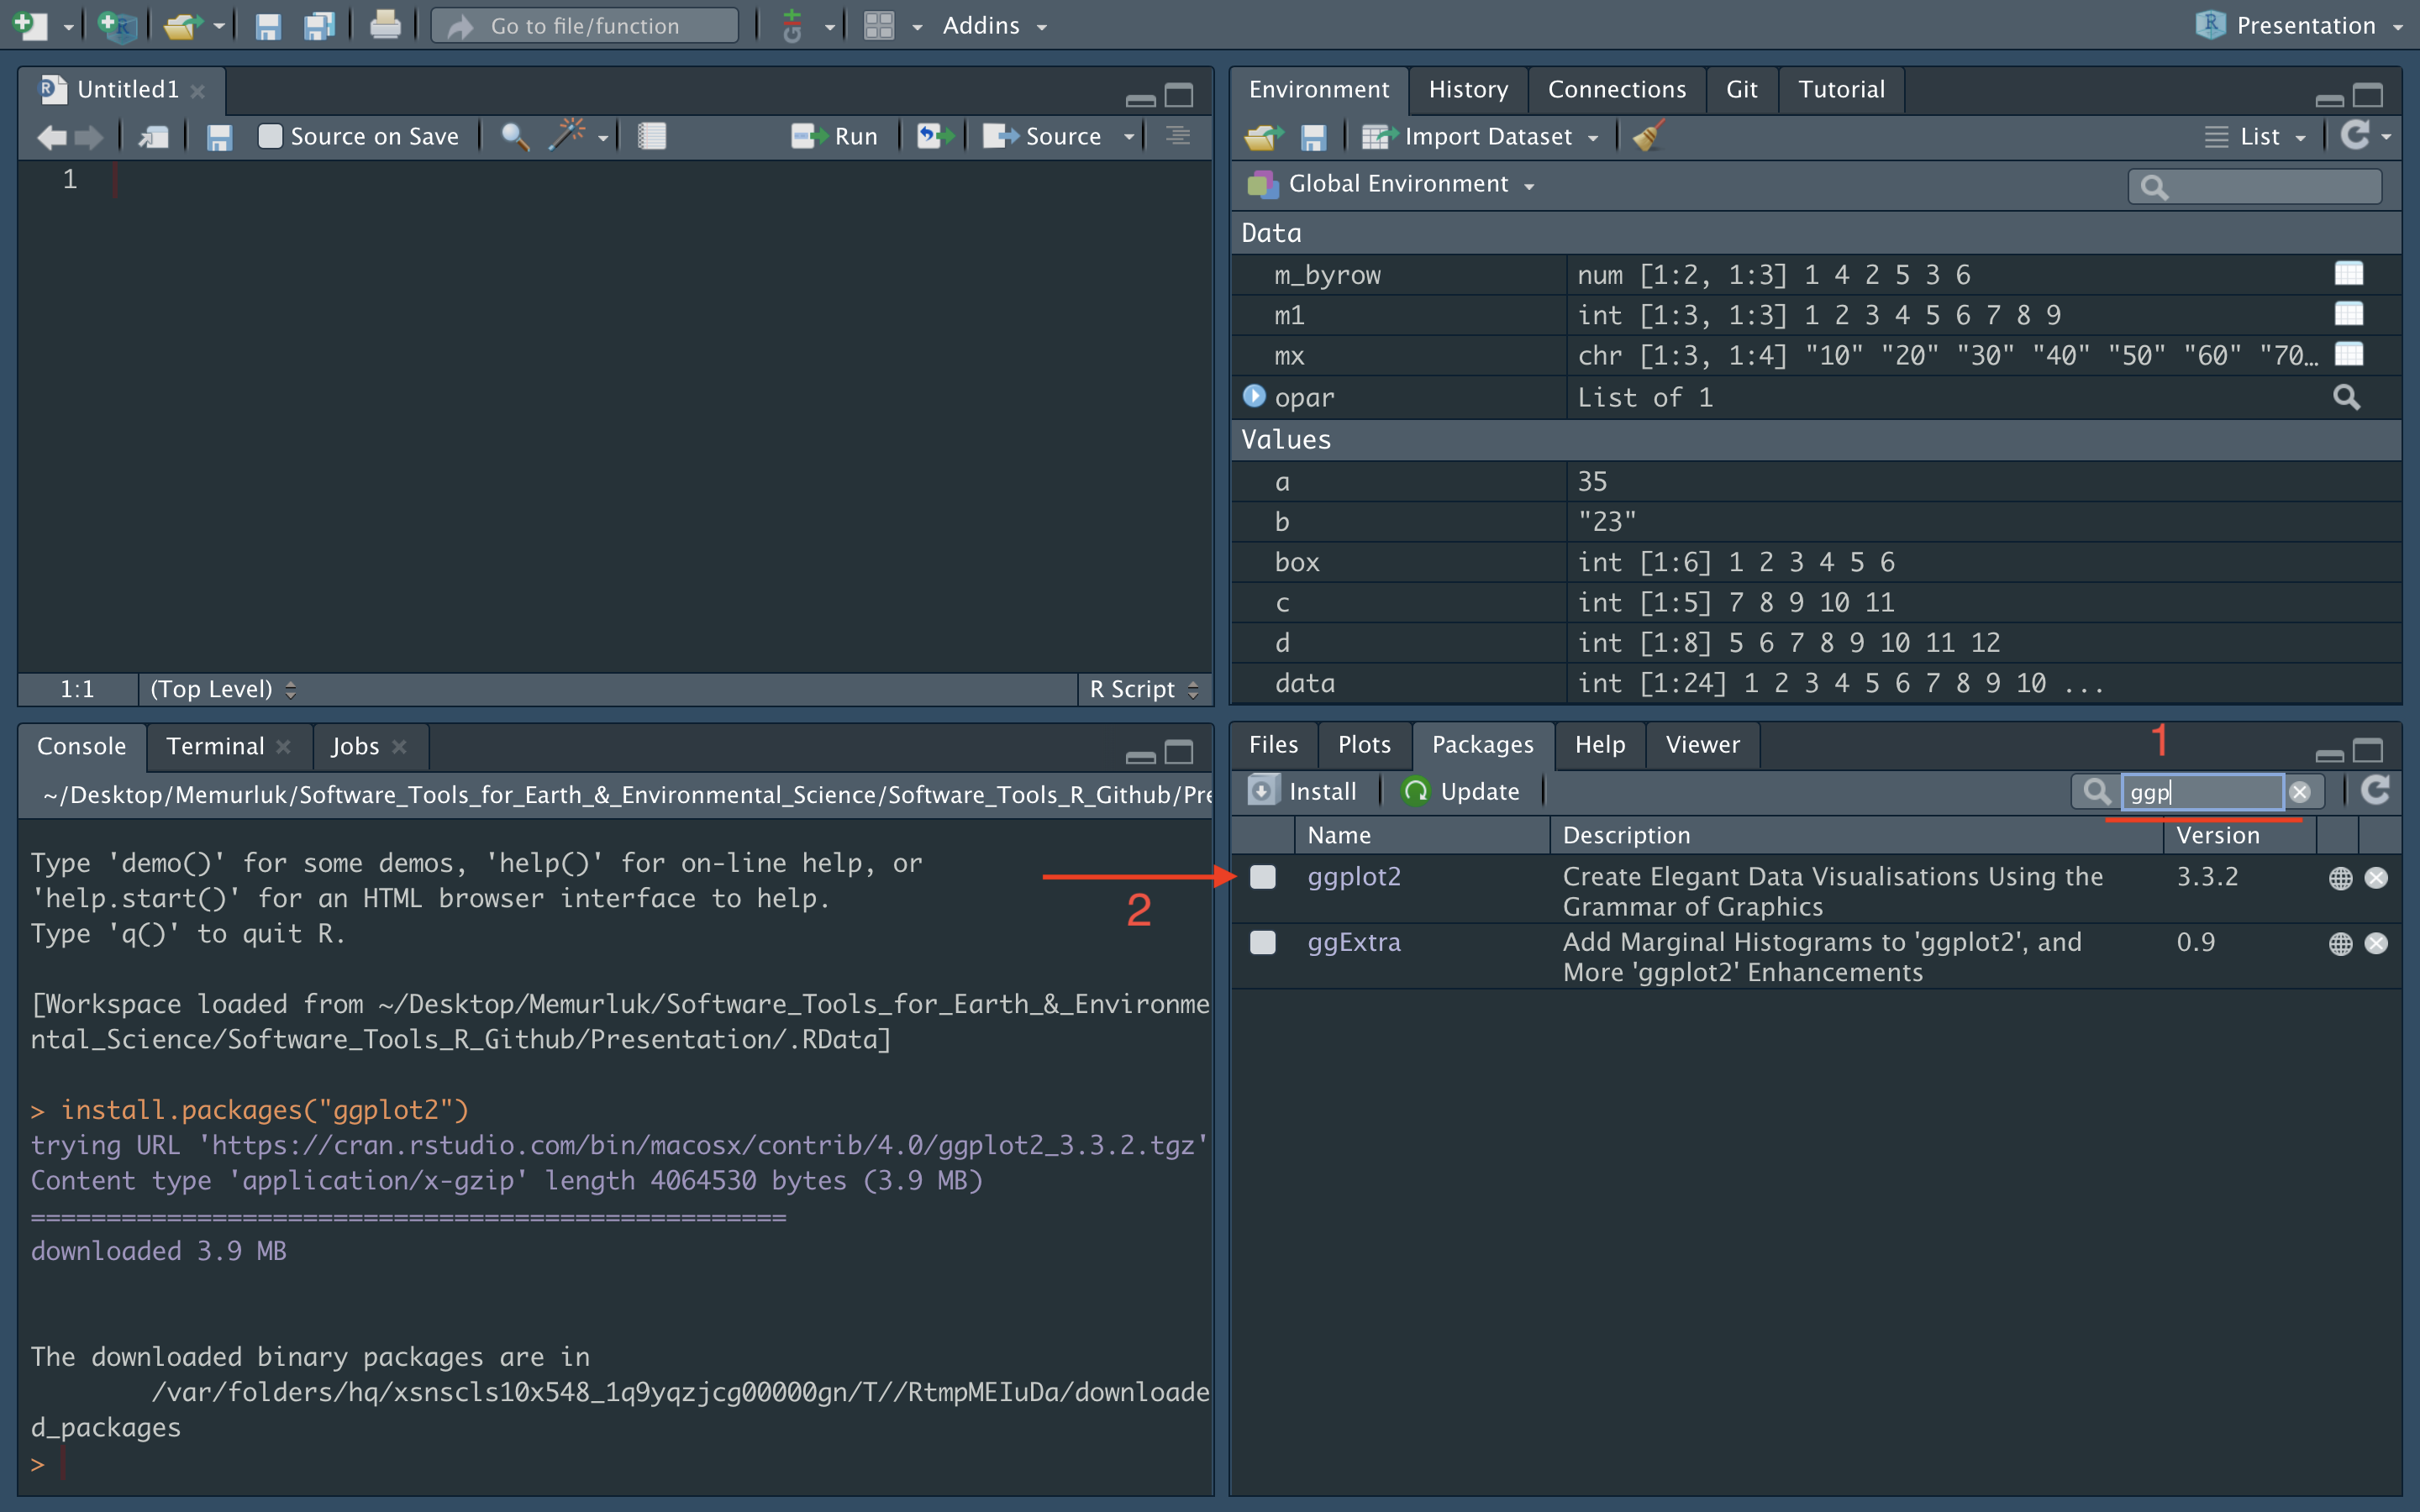 Go to file/function
Addins
Presentation
Untitled1
Source on Save
Run
Source
1
1:1
(Top Level)
R Script
Environment
History
Connections
Git
Tutorial
Import Dataset
List
Global Environment
Data
m_byrow num [1:2, 1:3] 1 4 2 5 3 6
m1 int [1:3, 1:3] 1 2 3 4 5 6 7 8 9
mx chr [1:3, 1:4] "10" "20" "30" "40" "50" "60" "70…
opar List of 1
Values
a 35
b "23"
box int [1:6] 1 2 3 4 5 6
c int [1:5] 7 8 9 10 11
d int [1:8] 5 6 7 8 9 10 11 12
data int [1:24] 1 2 3 4 5 6 7 8 9 10 ...
Console
Terminal
Jobs
~/Desktop/Memurluk/Software_Tools_for_Earth_&_Environmental_Science/Software_Tools_R_Github/Pre
Type 'demo()' for some demos, 'help()' for on-line help, or
'help.start()' for an HTML browser interface to help.
Type 'q()' to quit R.
[Workspace loaded from ~/Desktop/Memurluk/Software_Tools_for_Earth_&_Environme
ntal_Science/Software_Tools_R_Github/Presentation/.RData]
> install.packages("ggplot2")
trying URL 'https://cran.rstudio.com/bin/macosx/contrib/4.0/ggplot2_3.3.2.tgz'
Content type 'application/x-gzip' length 4064530 bytes (3.9 MB)
==================================================
downloaded 3.9 MB
The downloaded binary packages are in
/var/folders/hq/xsnscls10x548_1q9yqzjcg00000gn/T//RtmpMEIuDa/downloade
d_packages
>
Files
Plots
Packages
Help
Viewer
1
Install
Update
ggp
Name Description Version
2
ggplot2 Create Elegant Data Visualisations Using the 3.3.2
Grammar of Graphics
ggExtra Add Marginal Histograms to 'ggplot2', and 0.9
More 'ggplot2' Enhancements